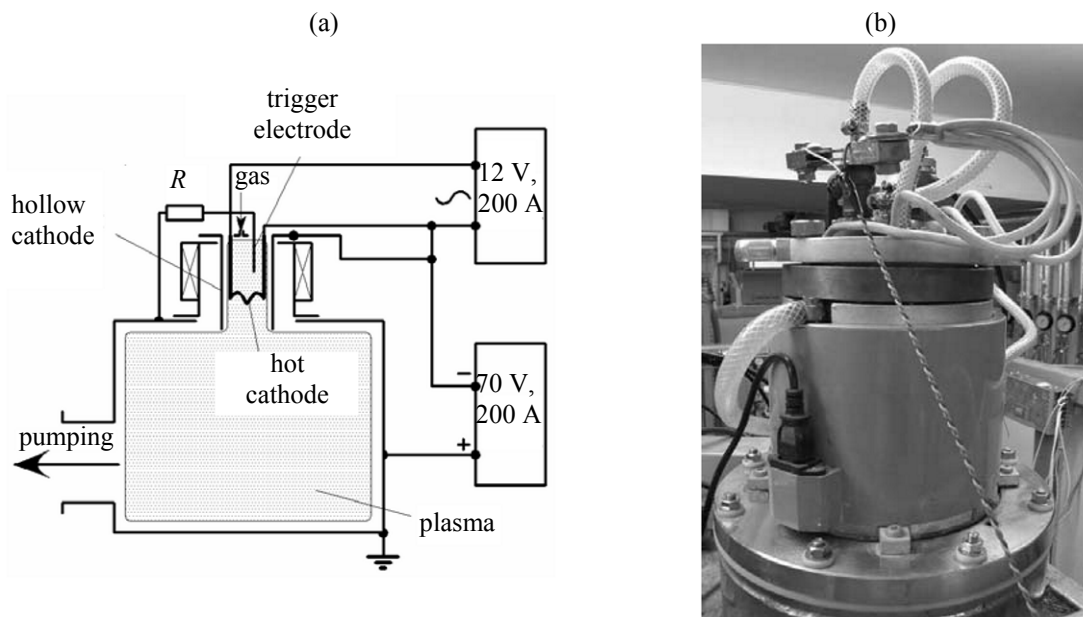 (a)
(b)
trigger
electrode
R
gas
hollow
cathode
12 V,
200 A
hot
cathode
−
70 V,
200 A
+
pumping
plasma